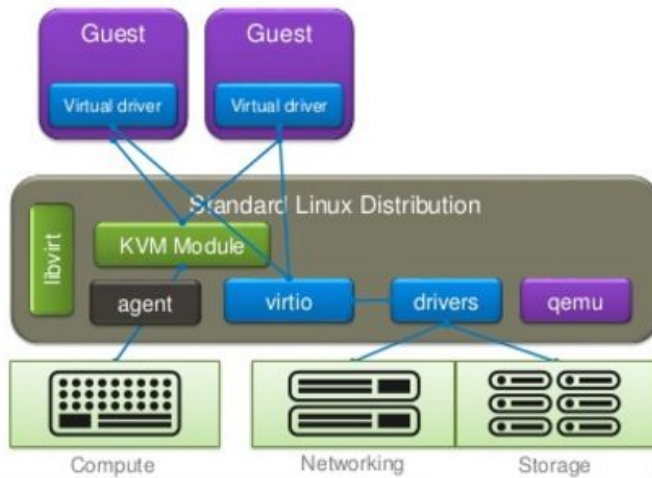 Guest
Guest
Virtual driver
Virtual driver
Standard Linux Distribution
libvirt
KVM Module
agent
virtio
drivers
qemu
Compute
Networking
Storage